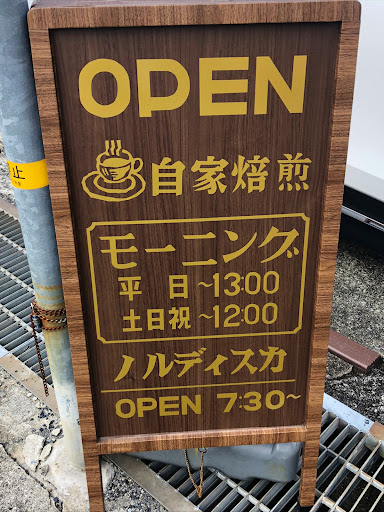 OPEN
自家焙煎
モーニング
平日 ~13:00
土日祝 ~12:00
ノルディスカ
OPEN 7:30~
止